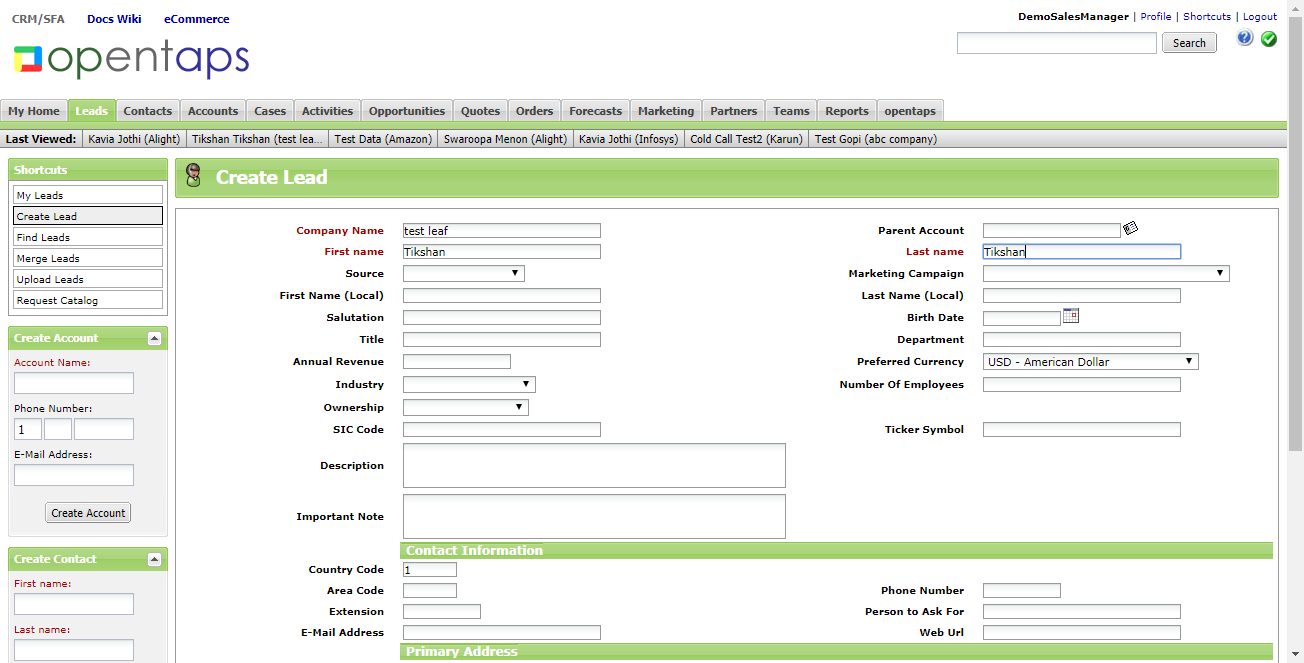 CRM/SFA Docs Wiki eCommerce
DemoSalesManager | Profile | Shortcuts | Logout
opentaps
Search
My Home Leads Contacts Accounts Cases Activities Opportunities Quotes Orders Forecasts Marketing Partners Teams Reports opentaps
Last Viewed: Kavia Jothi (Alight) Tikshan Tikshan (test lea... Test Data (Amazon) Swaroopa Menon (Alight) Kavia Jothi (Infosys) Cold Call Test2 (Karun) Test Gopi (abc company)
Shortcuts
My Leads
Create Lead
Find Leads
Merge Leads
Upload Leads
Request Catalog
Create Account
Account Name:
Phone Number:
1
E-Mail Address:
Create Account
Create Contact
First name:
Last name:
Create Lead
Company Name test leaf Parent Account
First name Tikshan Last name Tikshan
Source Marketing Campaign
First Name (Local) Last Name (Local)
Salutation Birth Date
Title Department
Annual Revenue Preferred Currency USD - American Dollar
Industry Number Of Employees
Ownership
SIC Code Ticker Symbol
Description
Important Note
Contact Information
Country Code 1
Area Code Phone Number
Extension Person to Ask For
E-Mail Address Web Url
Primary Address